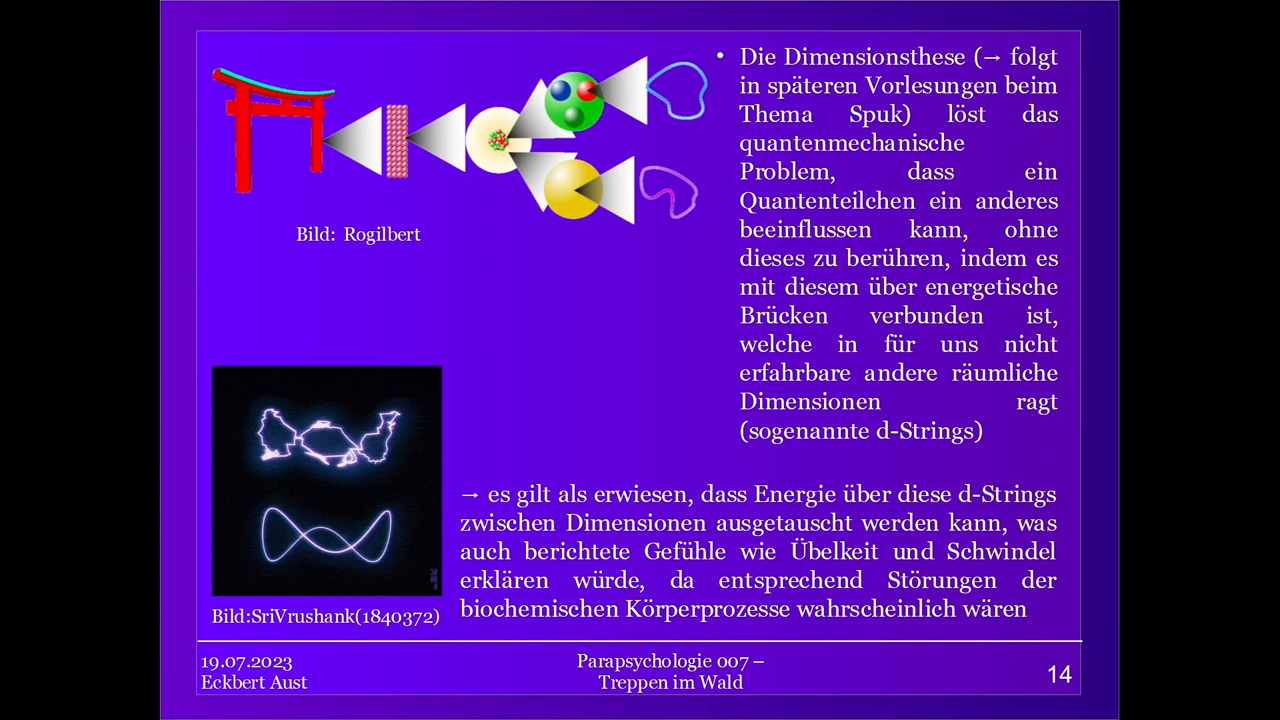 • Die Dimensionsthese (→ folgt
in späteren Vorlesungen beim
Thema Spuk) löst das
quantenmechanische
Problem, dass ein
Quantenteilchen ein anderes
beeinflussen kann, ohne
dieses zu berühren, indem es
mit diesem über energetische
Brücken verbunden ist,
welche in für uns nicht
erfahrbare andere räumliche
Dimensionen ragt
(sogenannte d-Strings)
Bild: Rogilbert
→ es gilt als erwiesen, dass Energie über diese d-Strings
zwischen Dimensionen ausgetauscht werden kann, was
auch berichtete Gefühle wie Übelkeit und Schwindel
erklären würde, da entsprechend Störungen der
biochemischen Körperprozesse wahrscheinlich wären
Bild:SriVrushank(1840372)
19.07.2023
Eckbert Aust
Parapsychologie 007 –
Treppen im Wald
14